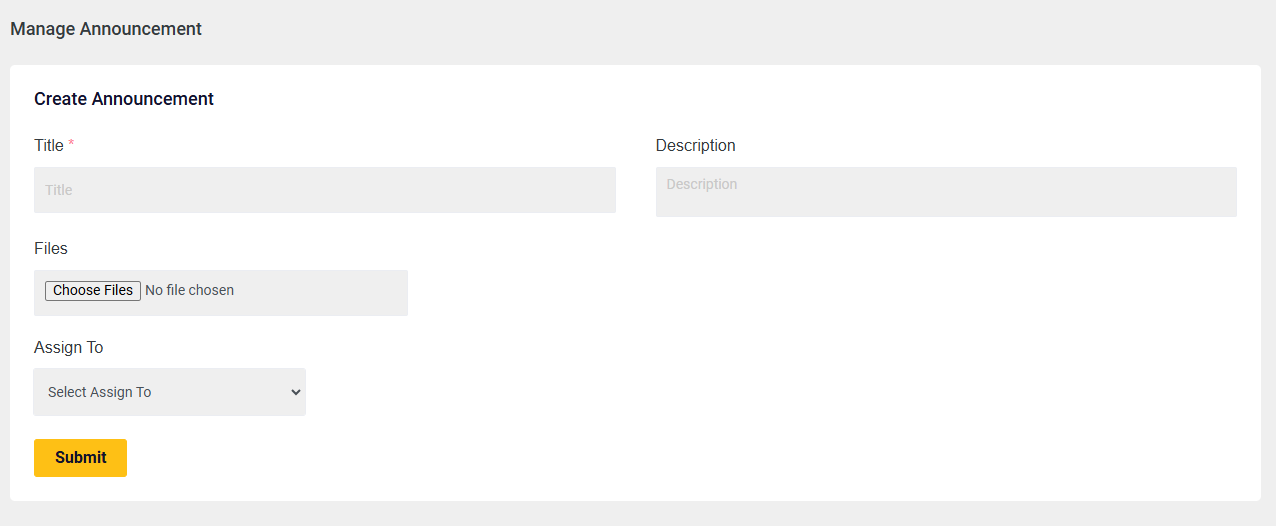 Manage Announcement
Create Announcement
Title *
Description
Title
Description
Files
Choose Files No file chosen
Assign To
Select Assign To
Submit